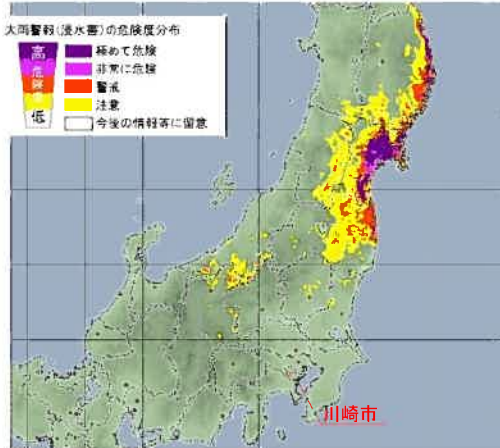 大雨警報(浸水害)の危険度分布
高
危
険
度
低
極めて危険
非常に危険
警戒
注意
今後の情報等に留意
川崎市